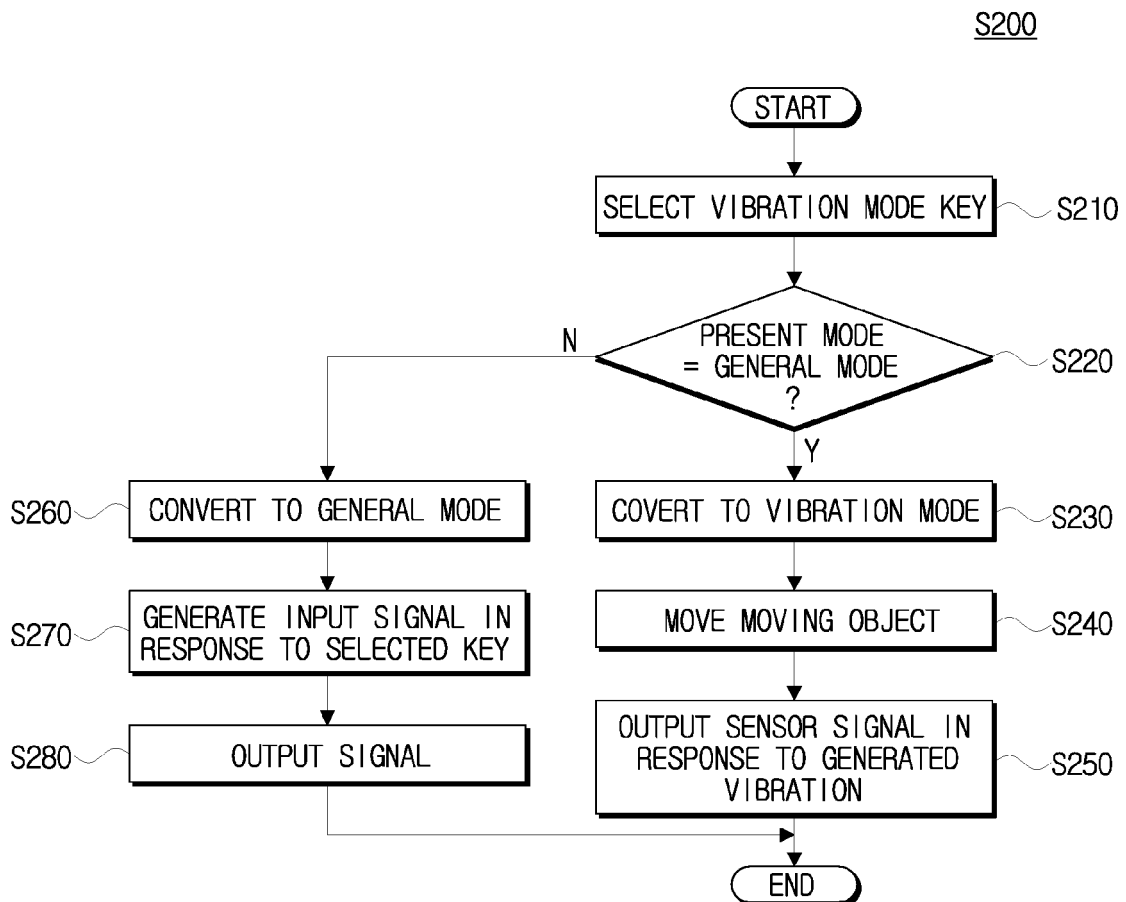 S200
START
SELECT VIBRATION MODE KEY
S210
PRESENT MODE
= GENERAL MODE
?
S220
N
Y
S260
CONVERT TO GENERAL MODE
COVERT TO VIBRATION MODE
S230
S270
GENERATE INPUT SIGNAL IN
RESPONSE TO SELECTED KEY
MOVE MOVING OBJECT
S240
S280
OUTPUT SIGNAL
OUTPUT SENSOR SIGNAL IN
RESPONSE TO GENERATED
VIBRATION
S250
END